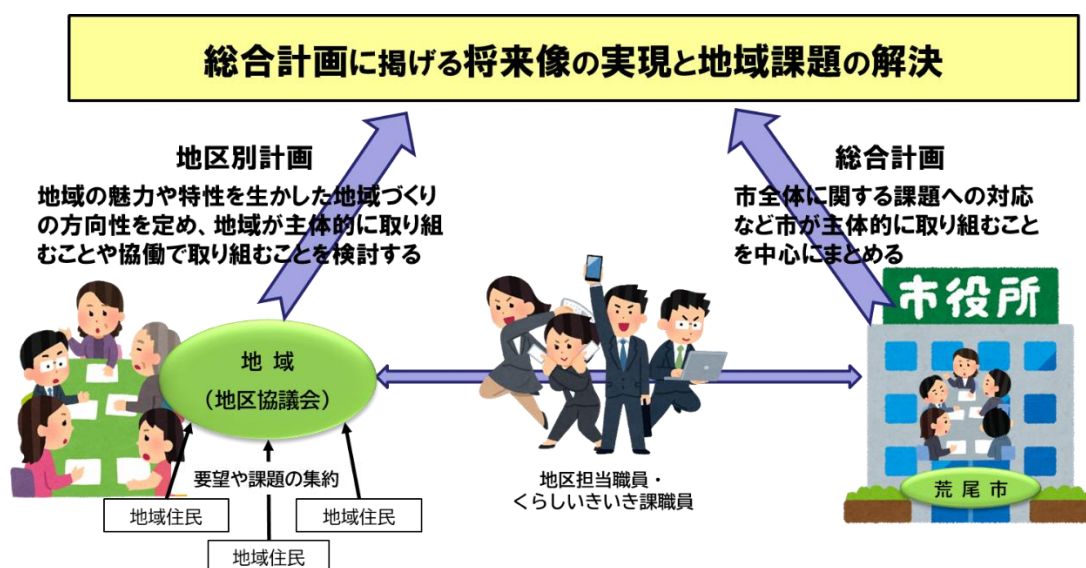 総合計画に掲げる将来像の実現と地域課題の解決
地区別計画
地域の魅力や特性を生かした地域づくり
の方向性を定め、地域が主体的に取り組
むことや協働で取り組むことを検討する
総合計画
市全体に関する課題への対応
など市が主体的に取り組むこと
を中心にまとめる
市役所
地 域
（地区協議会）
要望や課題の集約
地域住民
地域住民
地域住民
地区担当職員・
くらしいきいき課職員
荒尾市